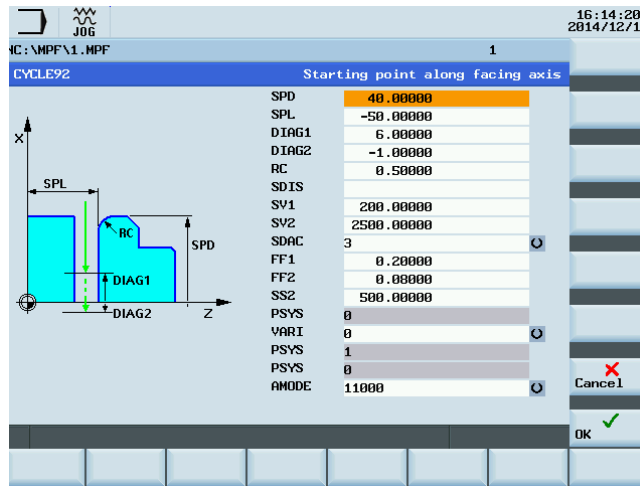 JOG
16:14:20
2014/12/1
NC:\MPF\1.MPF 1
CYCLE92 Starting point along facing axis
SPD 40.00000
SPL -50.00000
DIAG1 6.00000
DIAG2 -1.00000
RC 0.50000
SDIS
SV1 200.00000
SV2 2500.00000
SDAC 3
FF1 0.20000
FF2 0.08000
SS2 500.00000
PSYS 0
VARI 0
PSYS 1
PSYS 0
AMODE 11000
X
SPL
RC
SPD
DIAG1
DIAG2
Z
Cancel
OK